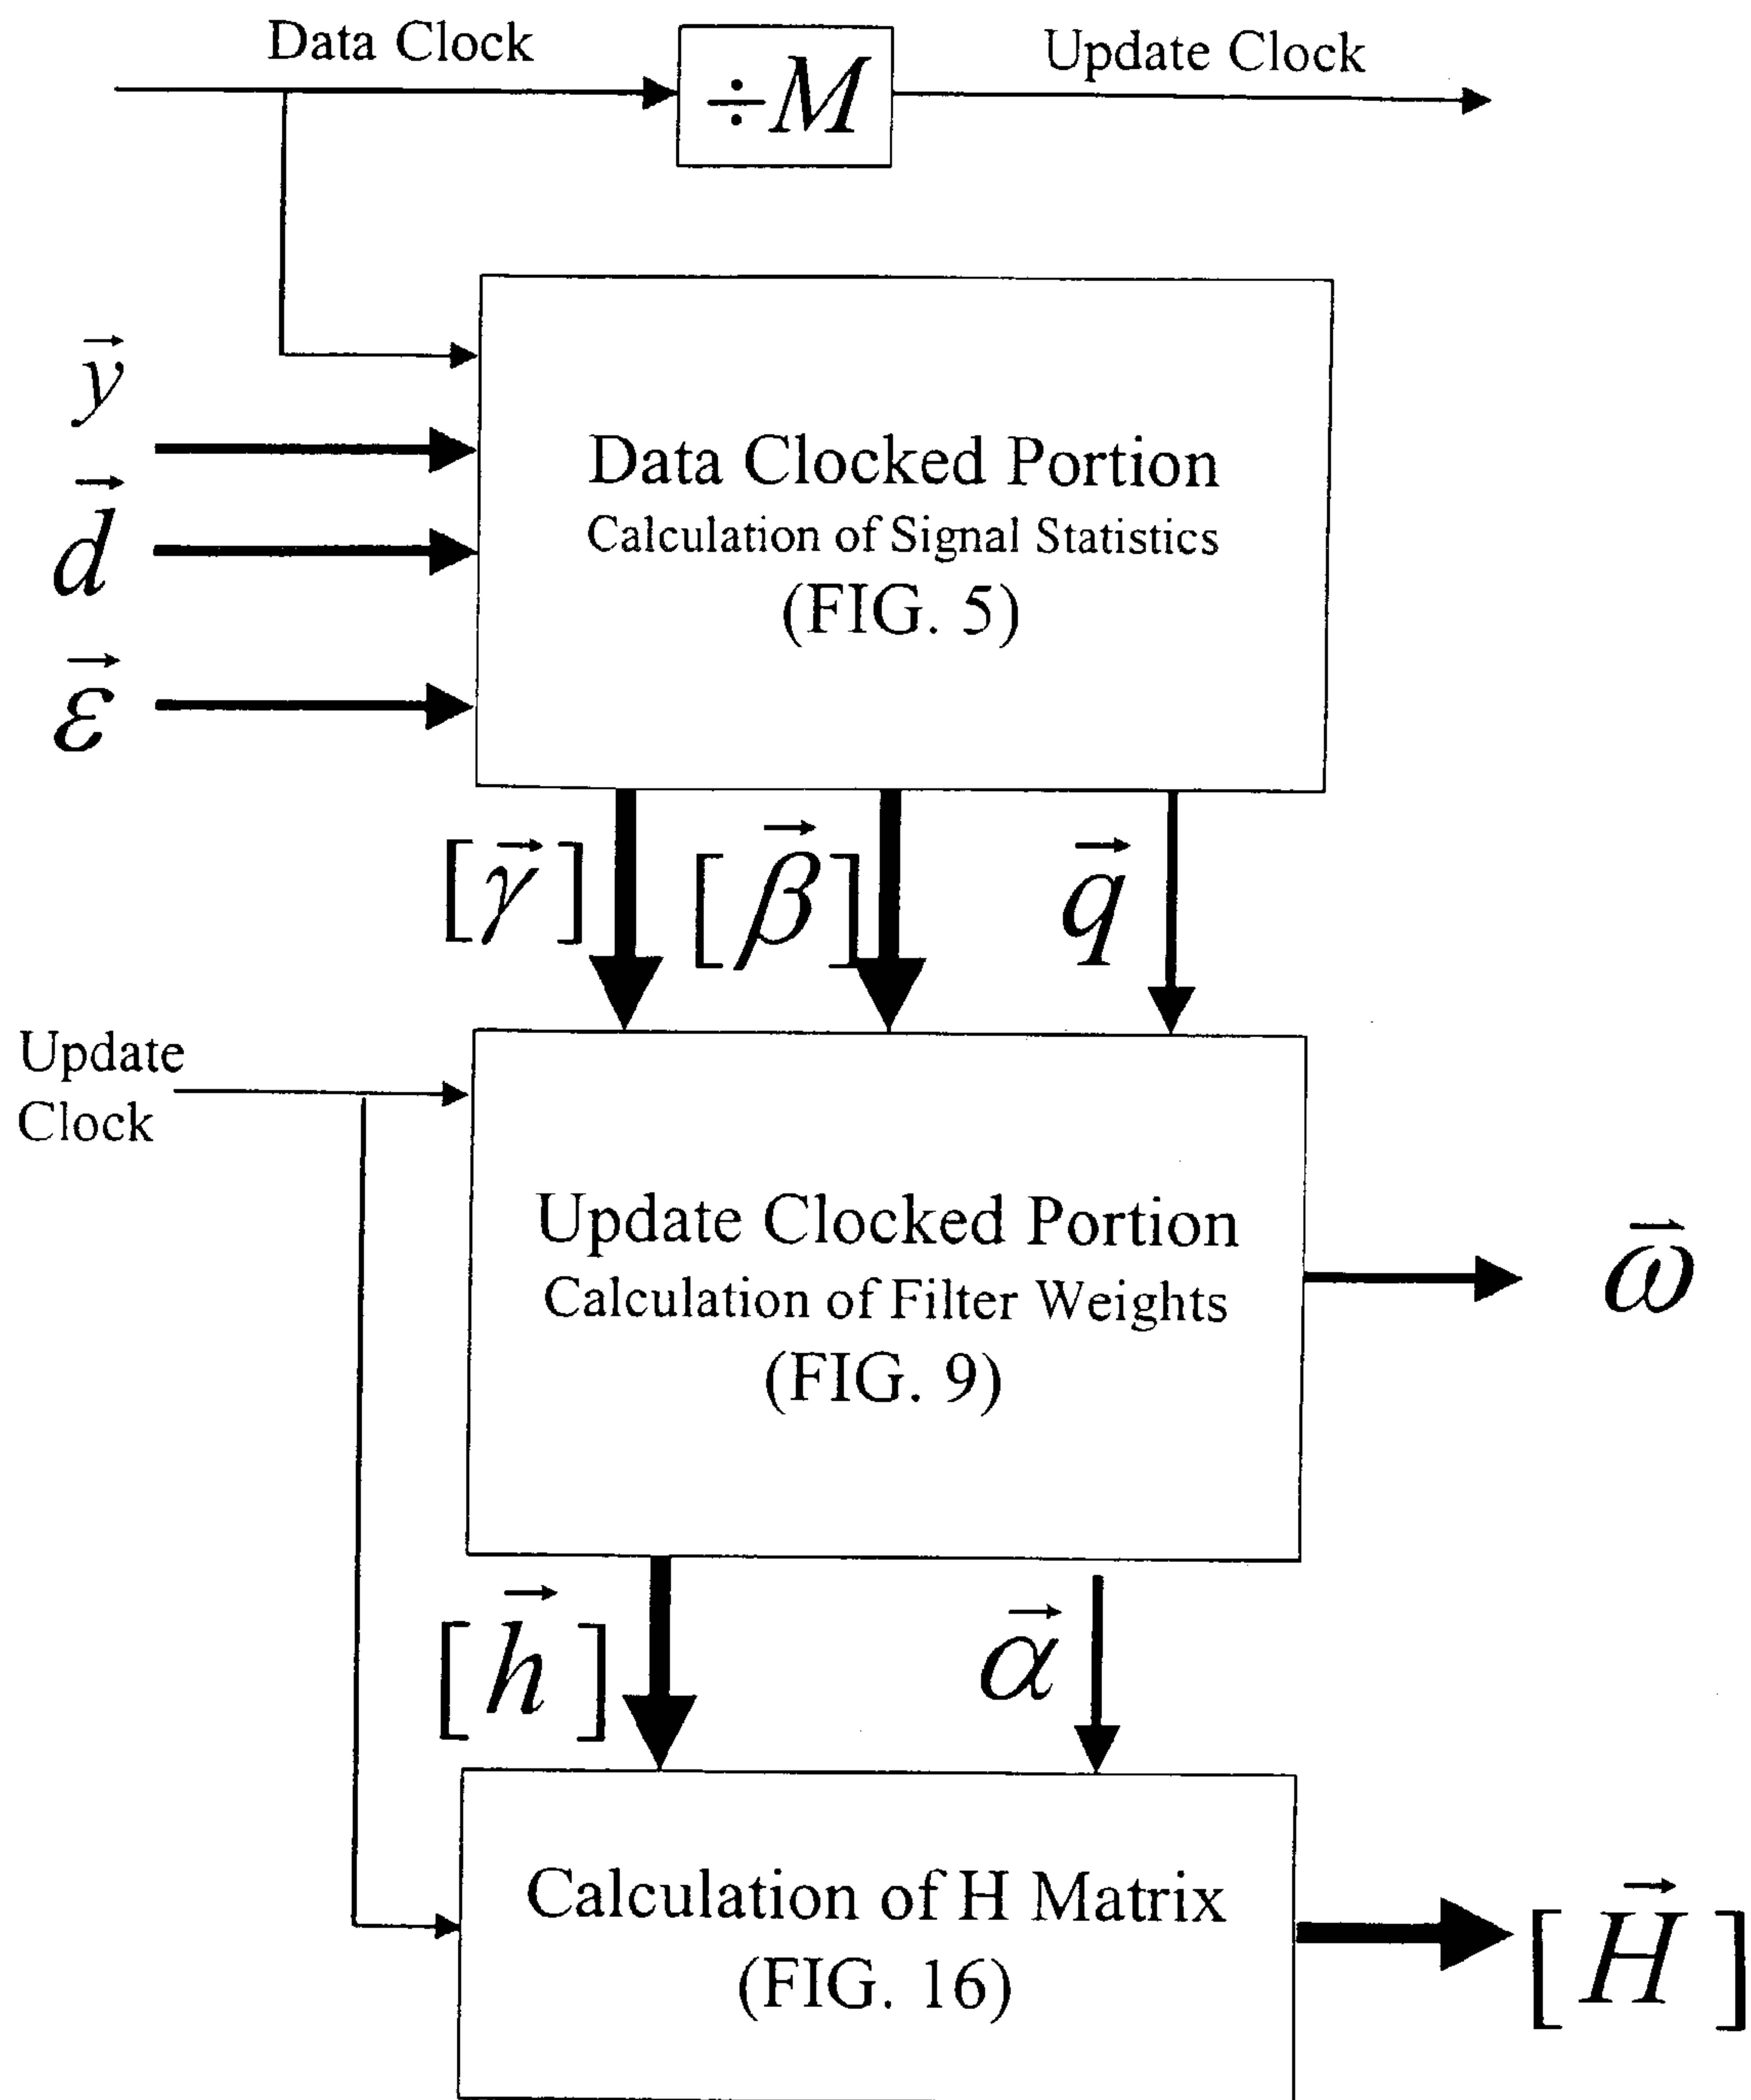 Data Clock
÷M
Update Clock
y⃗
d⃗
ε⃗
Data Clocked Portion
Calculation of Signal Statistics
(FIG. 5)
[γ⃗]
[β⃗]
q⃗
Update
Clock
Update Clocked Portion
Calculation of Filter Weights
(FIG. 9)
ω⃗
[h⃗]
α⃗
Calculation of H Matrix
(FIG. 16)
[H⃗]